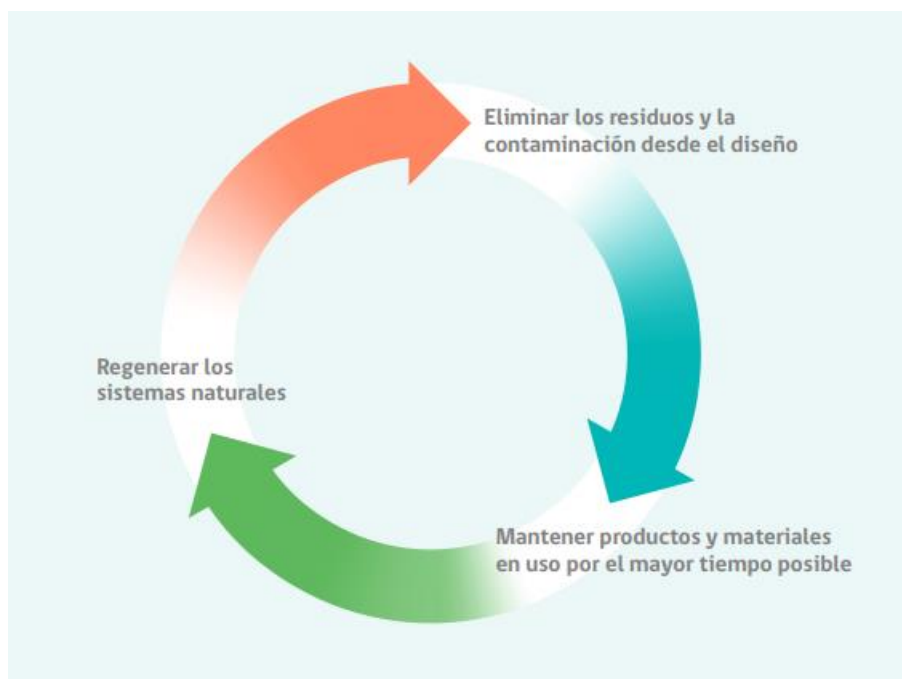 Eliminar los residuos y la
contaminación desde el diseño
Regenerar los
sistemas naturales
Mantener productos y materiales
en uso por el mayor tiempo posible